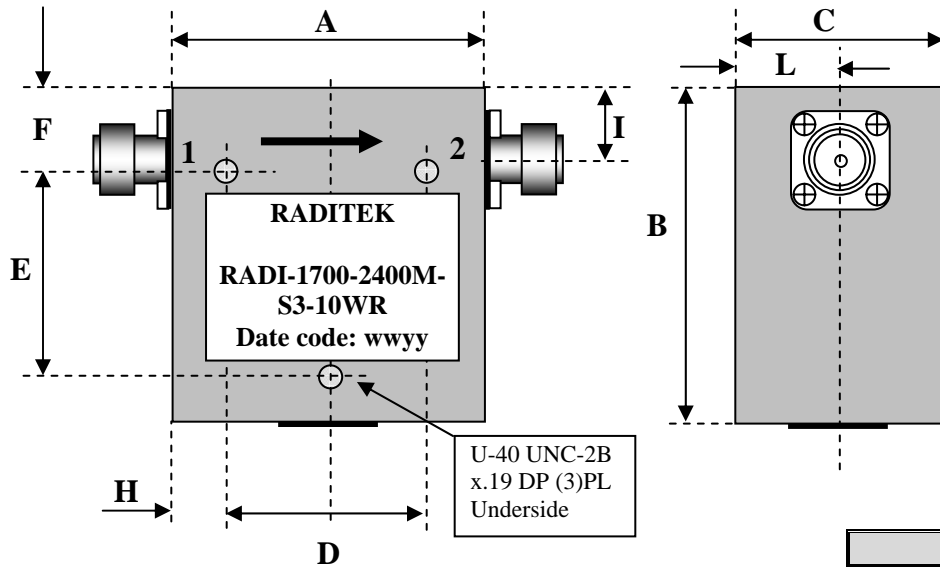 A
C
L
F
I
1
2
RADITEK
B
E
RADI-1700-2400M-
S3-10WR
Date code: wwyy
U-40 UNC-2B
x.19 DP (3)PL
Underside
H
D